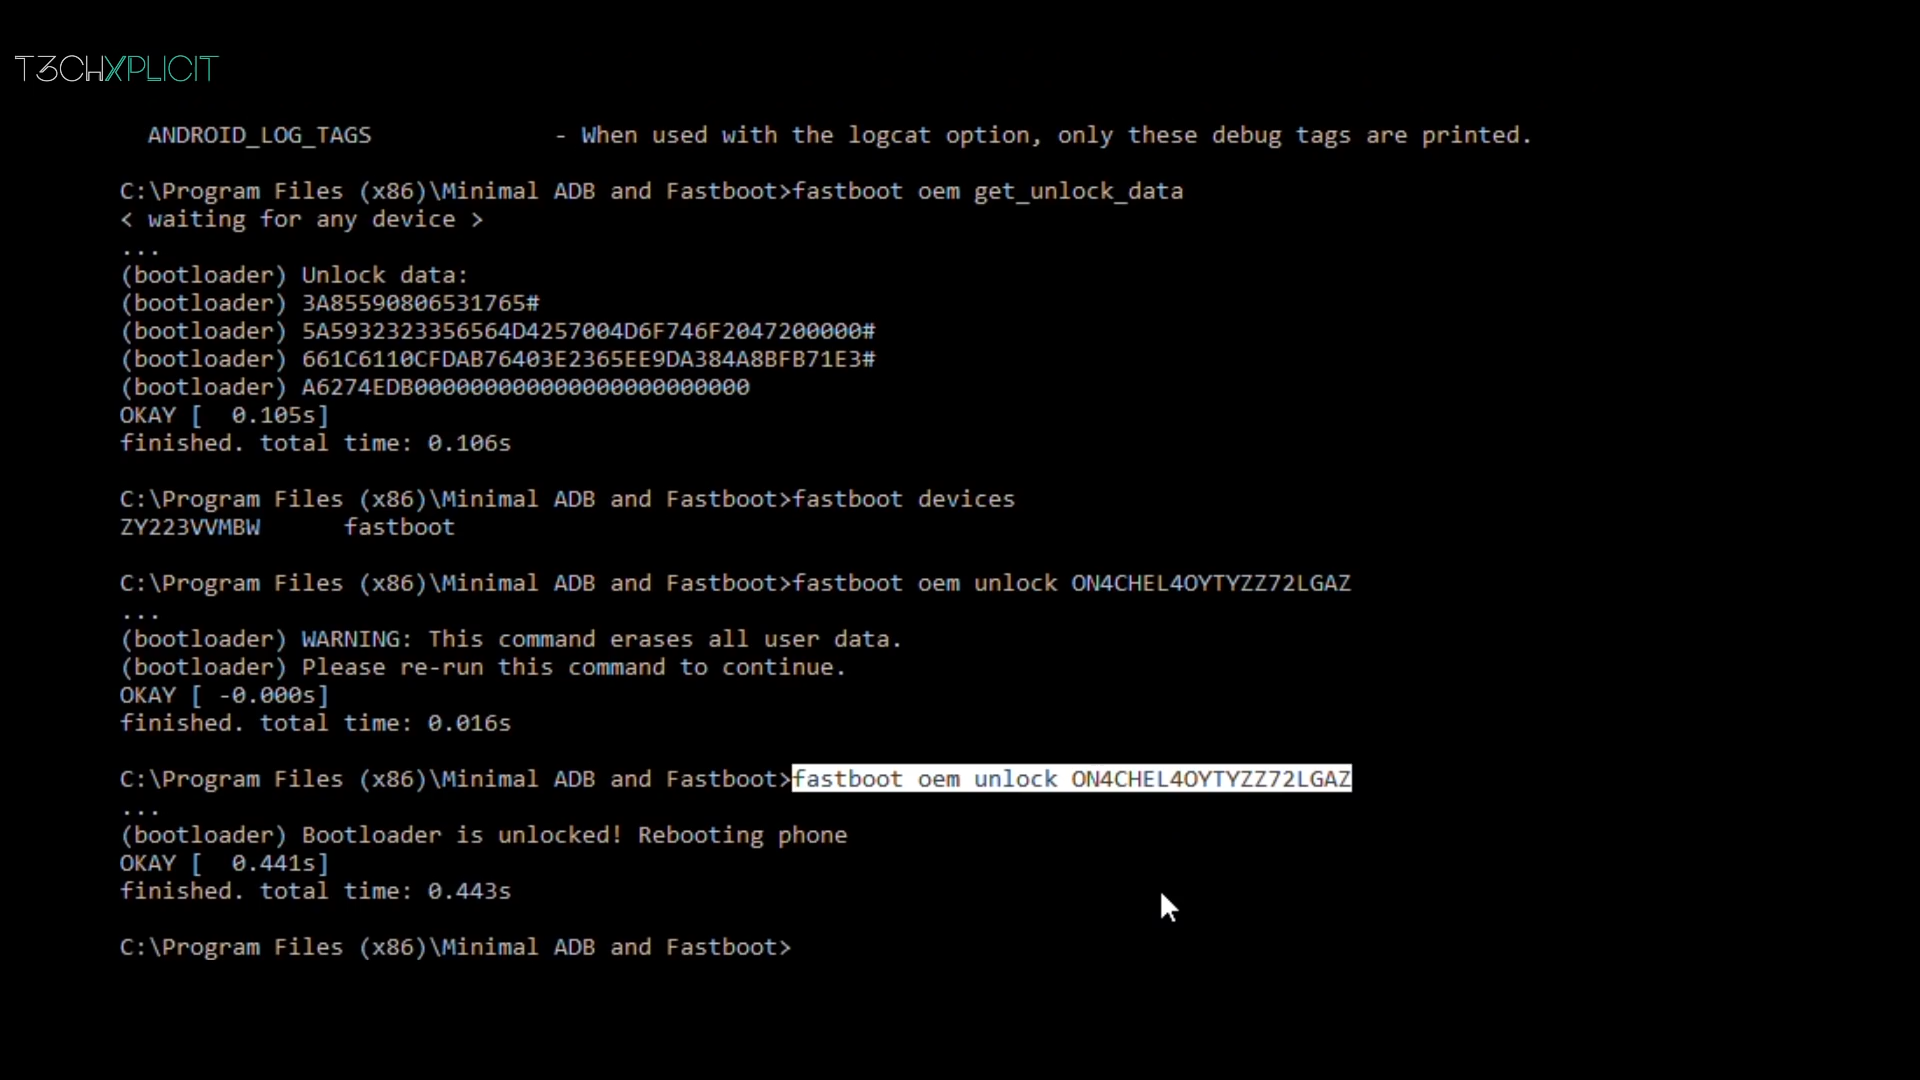 T3CHXPLICIT
ANDROID_LOG_TAGS - When used with the logcat option, only these debug tags are printed.
C:\Program Files (x86)\Minimal ADB and Fastboot>fastboot oem get_unlock_data
< waiting for any device >
...
(bootloader) Unlock data:
(bootloader) 3A85590806531765#
(bootloader) 5A5932323356564D4257004D6F746F2047200000#
(bootloader) 661C6110CFDAB76403E2365EE9DA384A8BFB71E3#
(bootloader) A6274EDB000000000000000000000000
OKAY [  0.105s]
finished. total time: 0.106s
C:\Program Files (x86)\Minimal ADB and Fastboot>fastboot devices
ZY223VVMBW      fastboot
C:\Program Files (x86)\Minimal ADB and Fastboot>fastboot oem unlock ON4CHEL4OYTYZZ72LGAZ
...
(bootloader) WARNING: This command erases all user data.
(bootloader) Please re-run this command to continue.
OKAY [ -0.000s]
finished. total time: 0.016s
C:\Program Files (x86)\Minimal ADB and Fastboot>fastboot oem unlock ON4CHEL4OYTYZZ72LGAZ
...
(bootloader) Bootloader is unlocked! Rebooting phone
OKAY [  0.441s]
finished. total time: 0.443s
C:\Program Files (x86)\Minimal ADB and Fastboot>